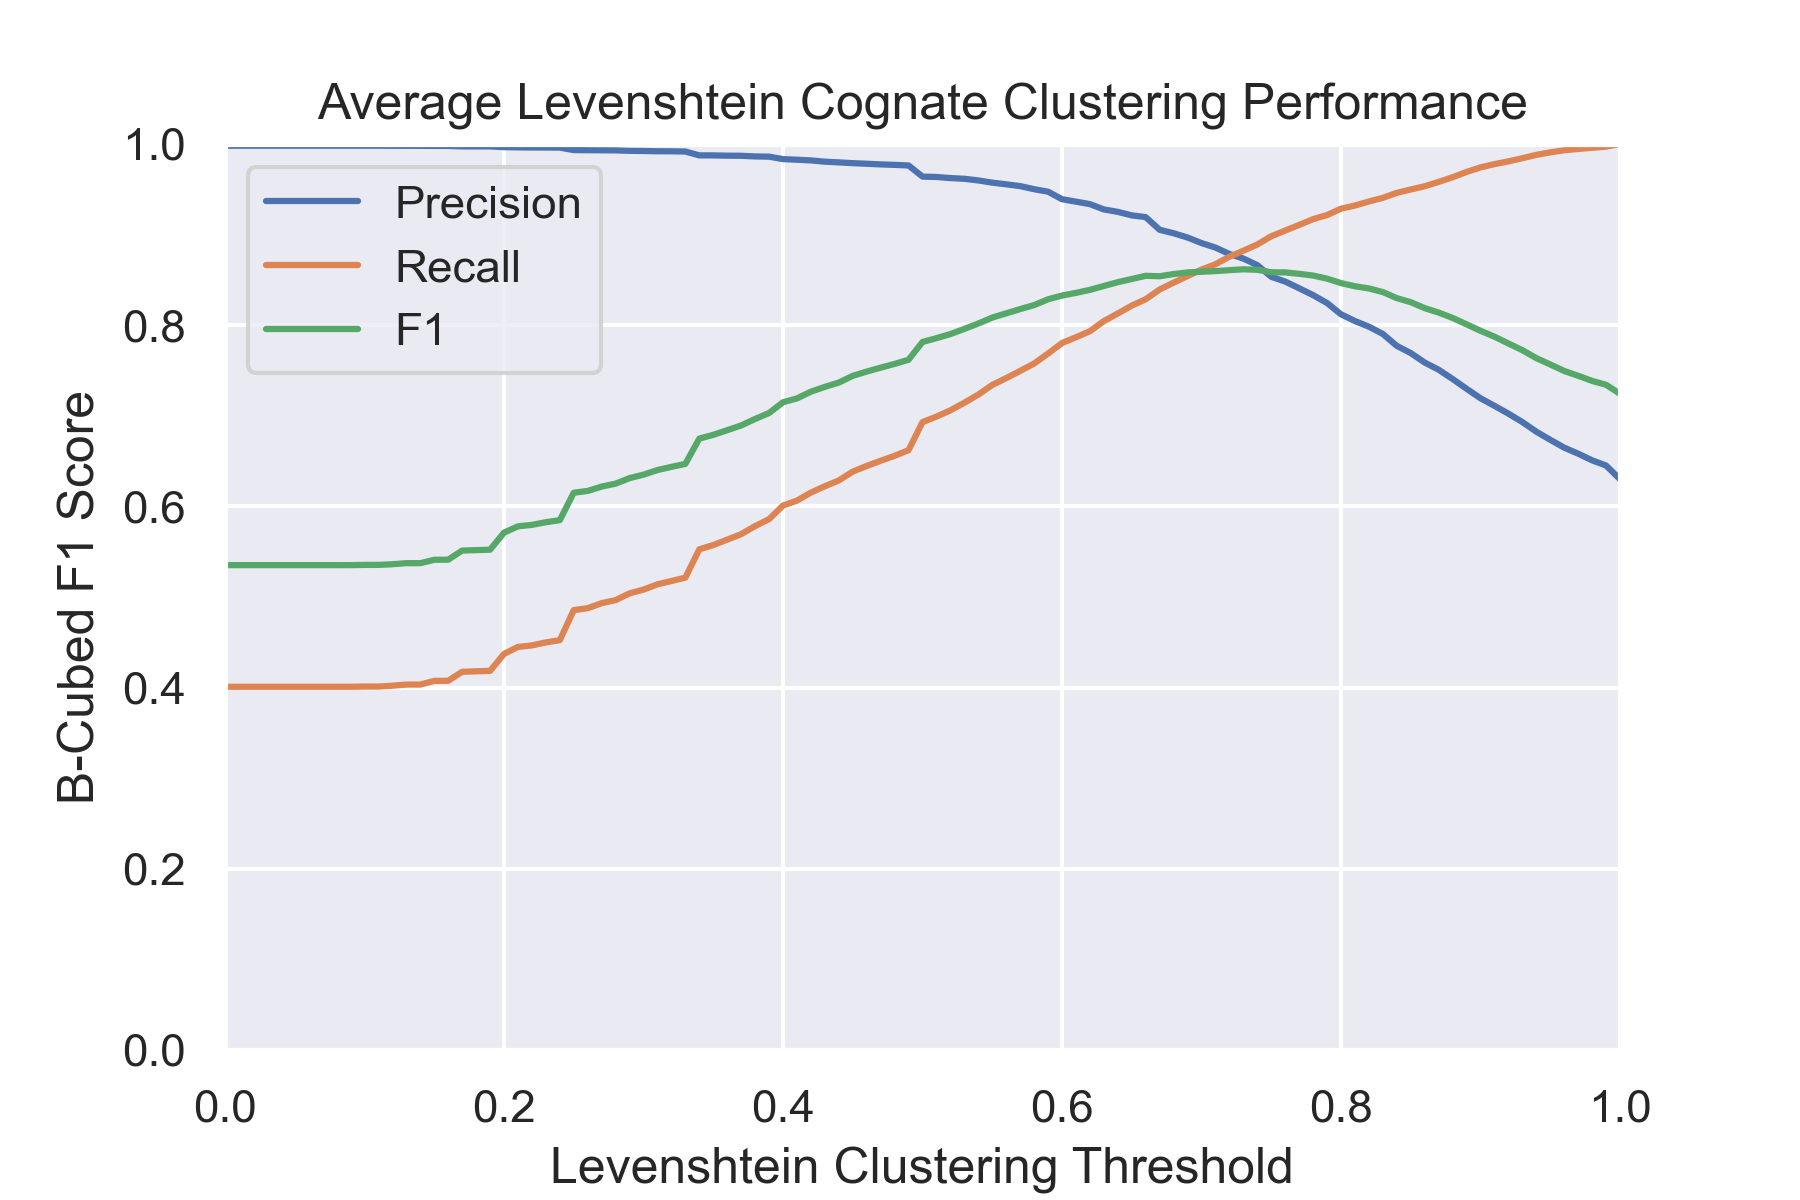 Average Levenshtein Cognate Clustering Performance
1.0
0.8
0.6
0.4
0.2
0.0
B-Cubed F1 Score
Precision
Recall
F1
0.0 0.2 0.4 0.6 0.8 1.0
Levenshtein Clustering Threshold